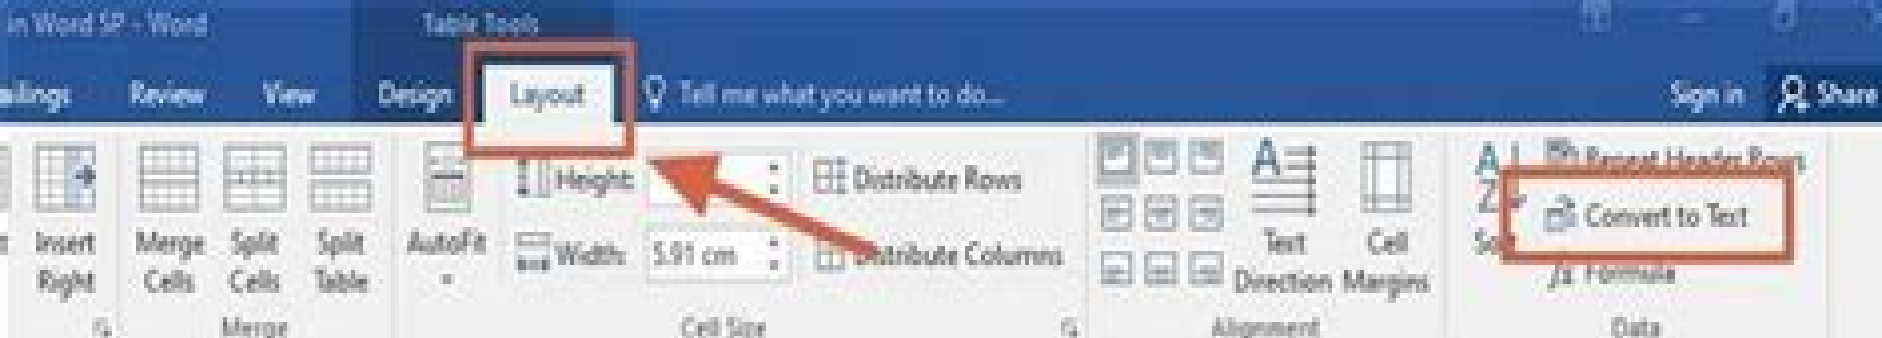 in Word SP - Word
Table Tools
ailings Review View Design Layout Tell me what you want to do... Sign in Share
Insert Right
Merge Cells
Split Cells
Split Table
AutoFit
Height:
Width: 5.91 cm
Distribute Rows
Distribute Columns
Text Direction
Cell Margins
Repeat Header Rows
Convert to Text
Formula
Merge
Cell Size
Alignment
Data